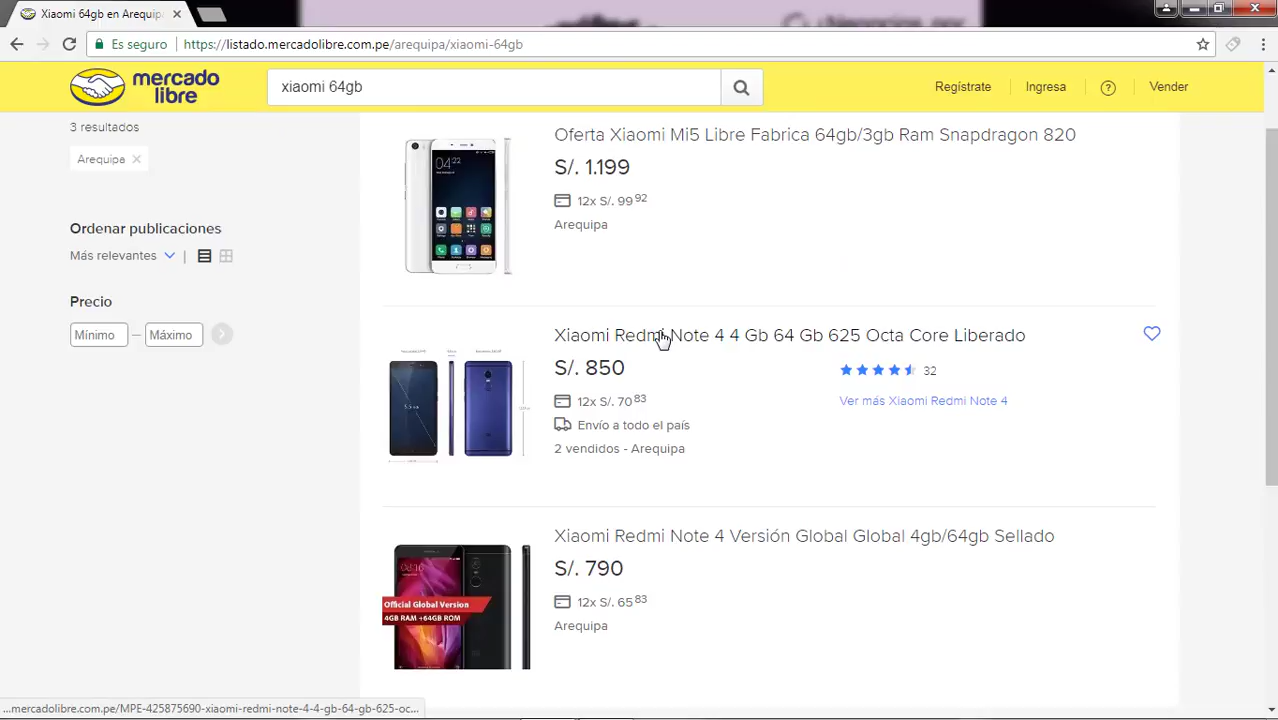 Xiaomi 64gb en Arequipa
Es seguro
https://listado.mercadolibre.com.pe/arequipa/xiaomi-64gb
mercado
libre
xiaomi 64gb
Regístrate
Ingresa
?
Vender
3 resultados
Arequipa
Ordenar publicaciones
Más relevantes
Precio
Mínimo
Máximo
Oferta Xiaomi Mi5 Libre Fabrica 64gb/3gb Ram Snapdragon 820
S/. 1.199
12x S/. 99 92
Arequipa
Xiaomi Redmi Note 4 4 Gb 64 Gb 625 Octa Core Liberado
S/. 850
32
12x S/. 70 83
Ver más Xiaomi Redmi Note 4
Envío a todo el país
2 vendidos - Arequipa
Xiaomi Redmi Note 4 Versión Global Global 4gb/64gb Sellado
S/. 790
12x S/. 65 83
Arequipa
Official Global Version
4GB RAM +64GB ROM
...mercadolibre.com.pe/MPE-425875690-xiaomi-redmi-note-4-4-gb-64-gb-625-oc...